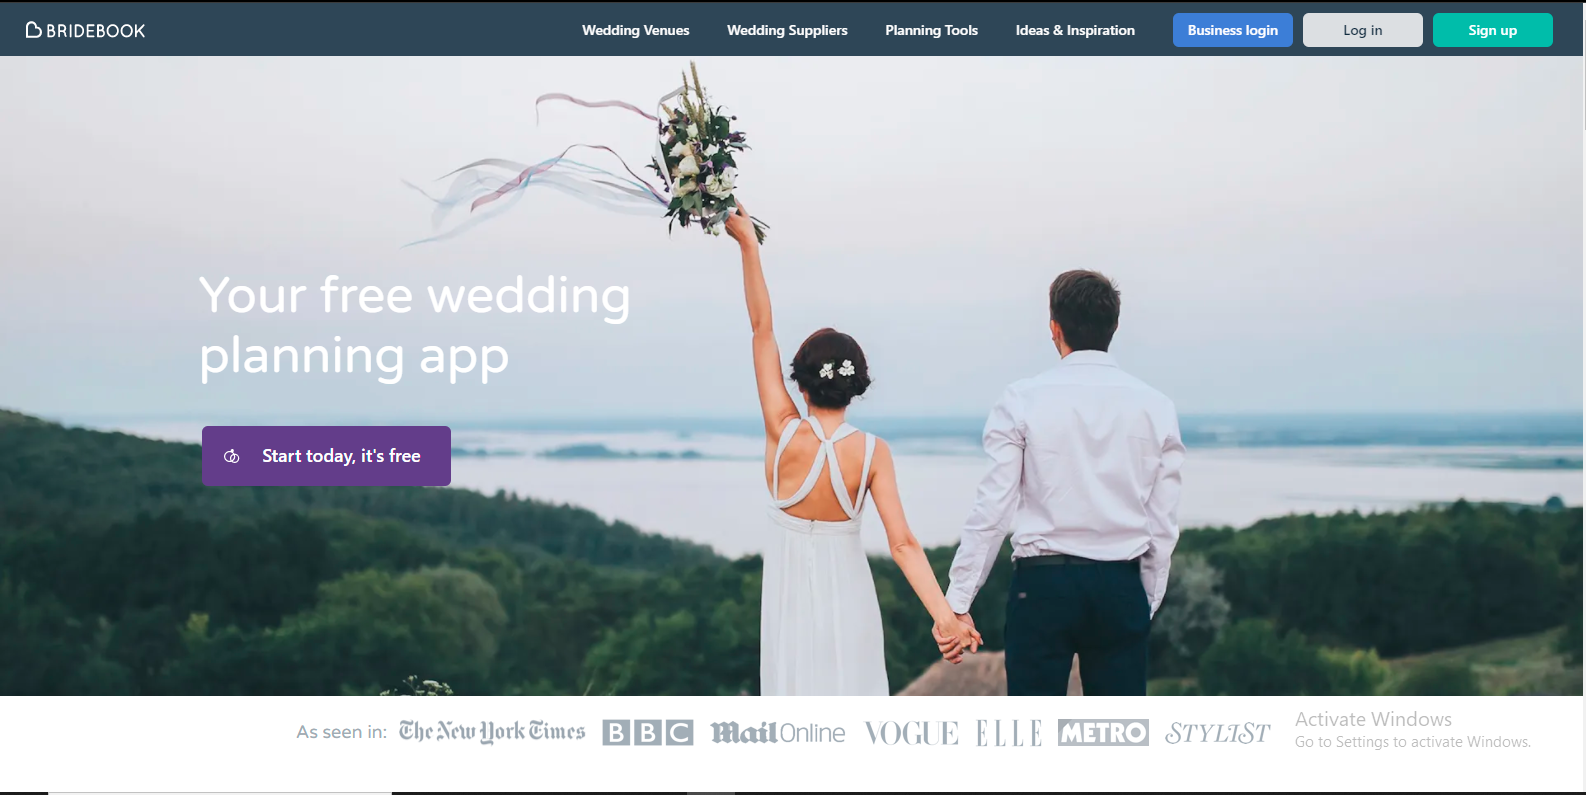 BRIDEBOOK
Wedding Venues
Wedding Suppliers
Planning Tools
Ideas & Inspiration
Business login
Log in
Sign up
Your free wedding
planning app
Start today, it's free
As seen in:
The New York Times
BBC
Mail Online
VOGUE
ELLE
METRO
STYLIST
Activate Windows
Go to Settings to activate Windows.